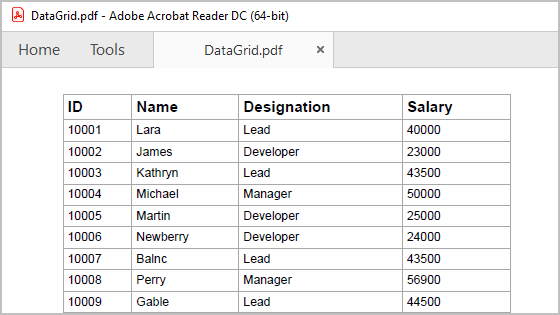 DataGrid.pdf - Adobe Acrobat Reader DC (64-bit)
Home Tools DataGrid.pdf ×
ID Name Designation Salary
10001 Lara Lead 40000
10002 James Developer 23000
10003 Kathryn Lead 43500
10004 Michael Manager 50000
10005 Martin Developer 25000
10006 Newberry Developer 24000
10007 Balnc Lead 43500
10008 Perry Manager 56900
10009 Gable Lead 44500